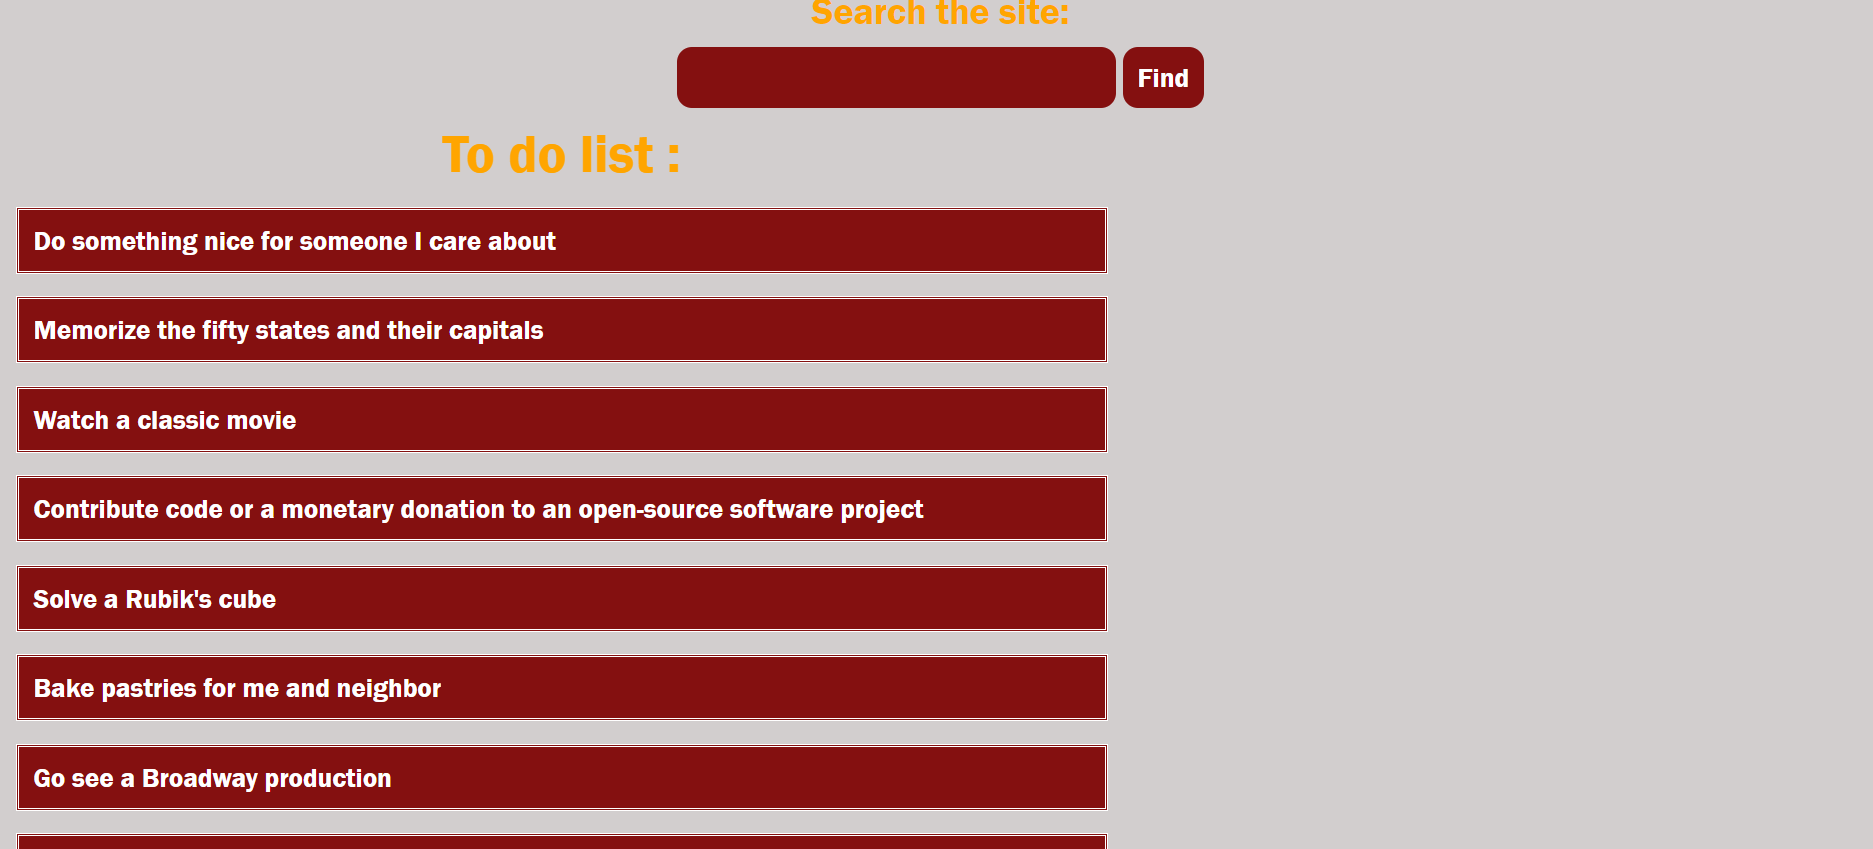 Search the site:
Find
To do list :
Do something nice for someone I care about
Memorize the fifty states and their capitals
Watch a classic movie
Contribute code or a monetary donation to an open-source software project
Solve a Rubik's cube
Bake pastries for me and neighbor
Go see a Broadway production